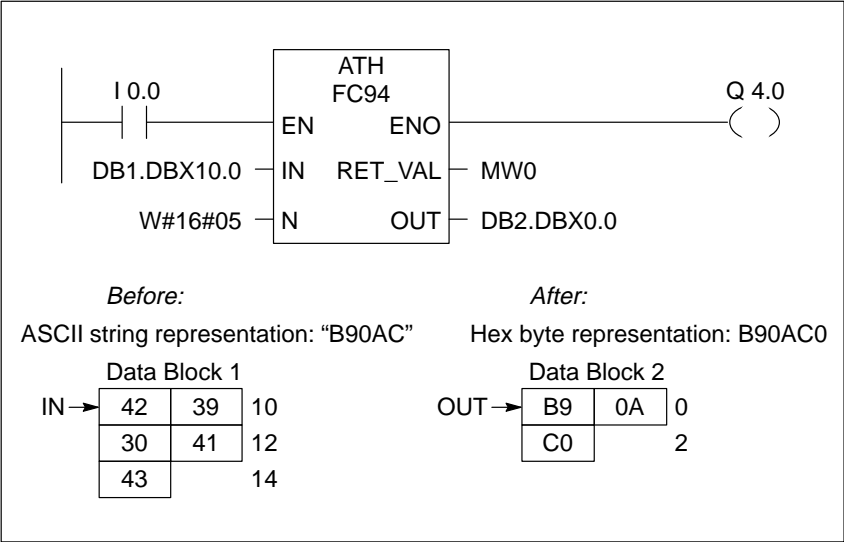 ATH
I 0.0 FC94 Q 4.0
EN ENO
DB1.DBX10.0 IN RET_VAL MW0
W#16#05 N OUT DB2.DBX0.0
Before: After:
ASCII string representation: “B90AC” Hex byte representation: B90AC0
Data Block 1 Data Block 2
IN 42 39 10 OUT B9 0A 0
30 41 12 C0 2
43 14